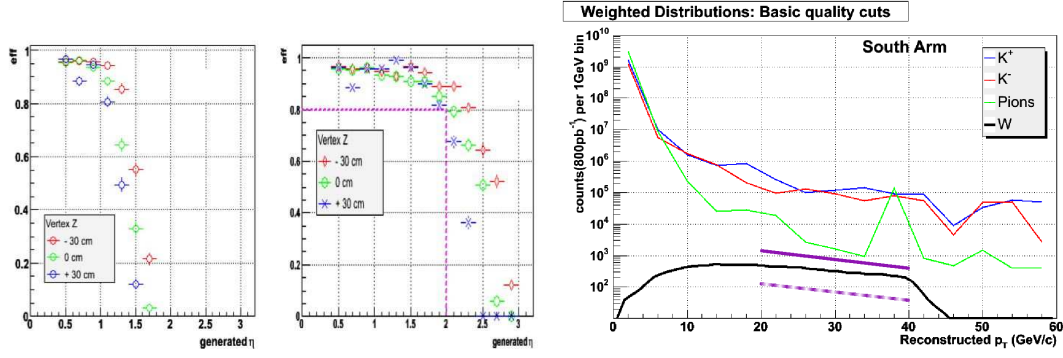 eff
1
0.8
0.6
0.4
0.2
0
Vertex Z
- 30 cm
0 cm
+ 30 cm
0 0.5 1 1.5 2 2.5 3
generated η
eff
1
0.8
0.6
0.4
0.2
0
Vertex Z
- 30 cm
0 cm
+ 30 cm
0 0.5 1 1.5 2 2.5 3
generated η
Weighted Distributions: Basic quality cuts
South Arm
K⁺
K⁻
Pions
W
counts(800pb⁻¹) per 1GeV bin
10¹⁰
10⁹
10⁸
10⁷
10⁶
10⁵
10⁴
10³
10²
0 10 20 30 40 50 60
Reconstructed p_T (GeV/c)